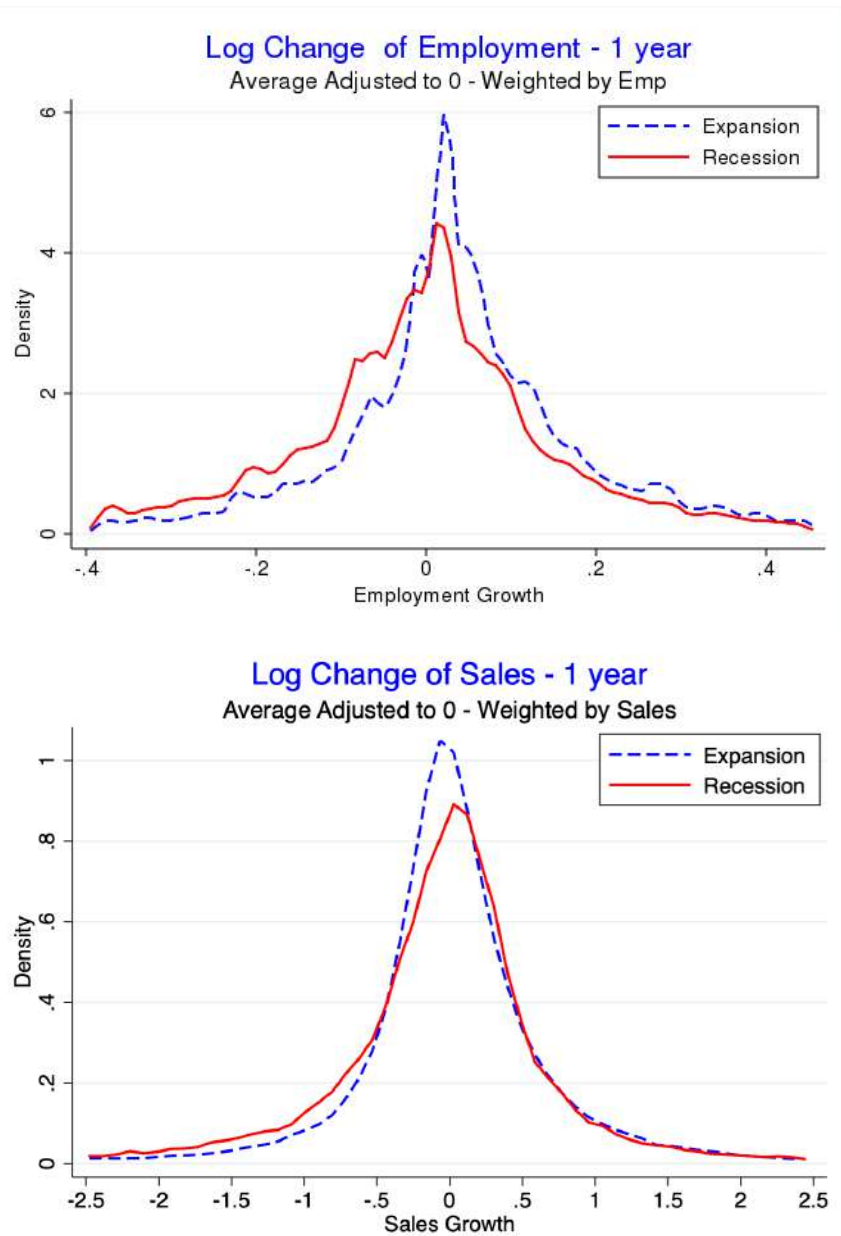 Log Change of Employment - 1 year
Average Adjusted to 0 - Weighted by Emp
Expansion
Recession
6
4
2
0
Density
-.4 -.2 0 .2 .4
Employment Growth
Log Change of Sales - 1 year
Average Adjusted to 0 - Weighted by Sales
Expansion
Recession
1
.8
.6
.4
.2
0
Density
-2.5 -2 -1.5 -1 -.5 0 .5 1 1.5 2 2.5
Sales Growth